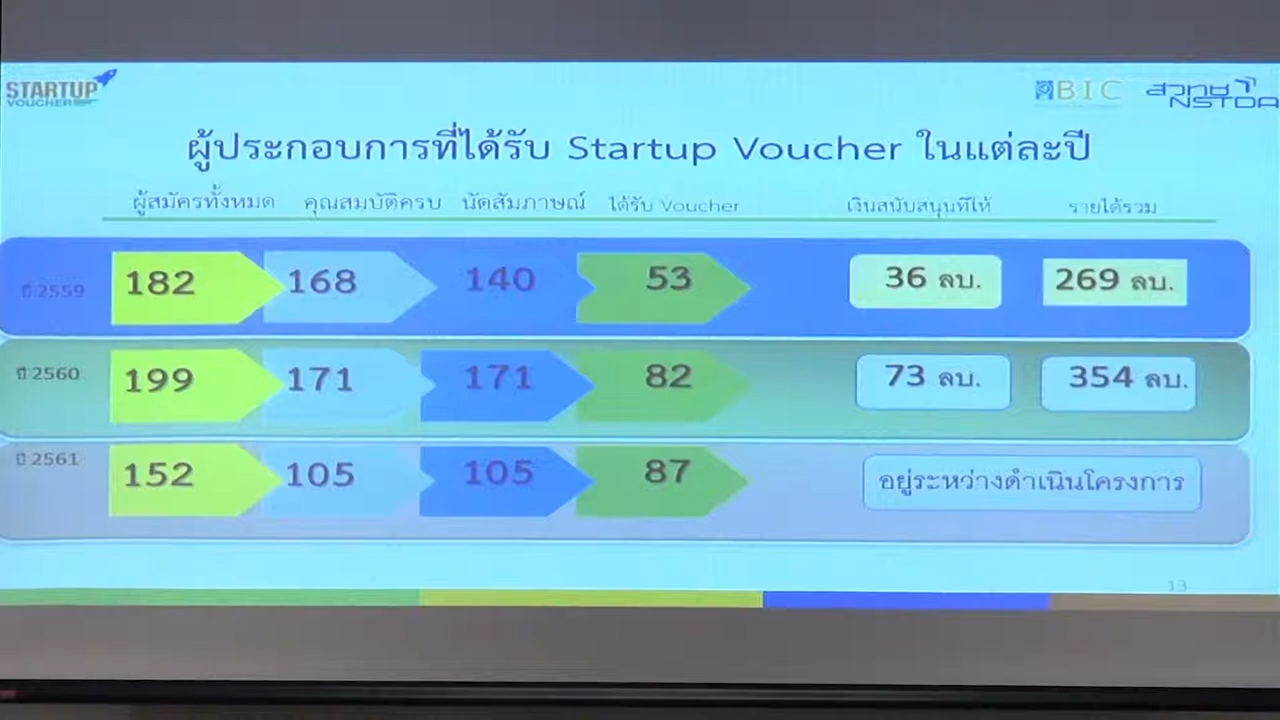 STARTUP
VOUCHER
BIC
สวทช
NSTDA
ผู้ประกอบการที่ได้รับ Startup Voucher ในแต่ละปี
ผู้สมัครทั้งหมด คุณสมบัติครบ นัดสัมภาษณ์ ได้รับ Voucher เงินสนับสนุนที่ให้ รายได้รวม
ปี 2559 182 168 140 53 36 ลบ. 269 ลบ.
ปี 2560 199 171 171 82 73 ลบ. 354 ลบ.
ปี 2561 152 105 105 87 อยู่ระหว่างดำเนินโครงการ
13